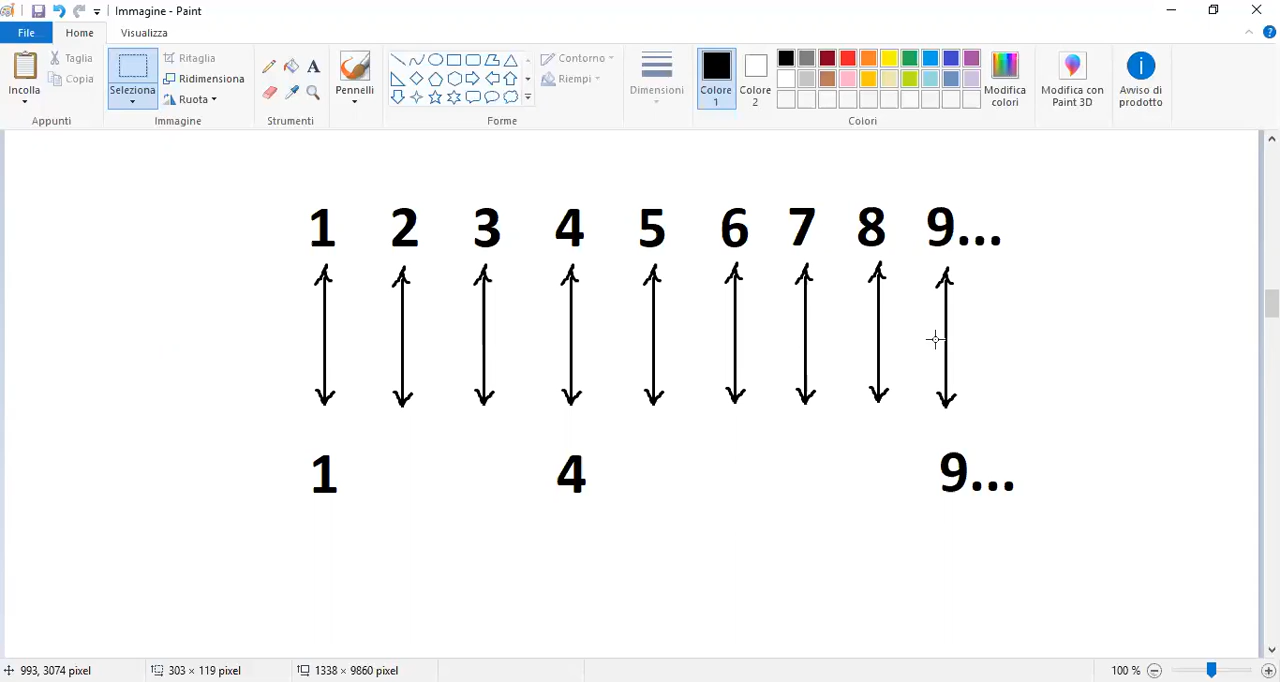 Immagine - Paint
File Home Visualizza
Incolla
Taglia
Copia
Appunti
Seleziona
Ritaglia
Ridimensiona
Ruota
Immagine
A
Strumenti
Pennelli
Contorno
Riempi
Forme
Dimensioni
Colore
1
Colore
2
Modifica
colori
Colori
Modifica con
Paint 3D
Avviso di
prodotto
1 2 3 4 5 6 7 8 9...
1 4 9...
993, 3074 pixel 303 × 119 pixel 1338 × 9860 pixel 100 %